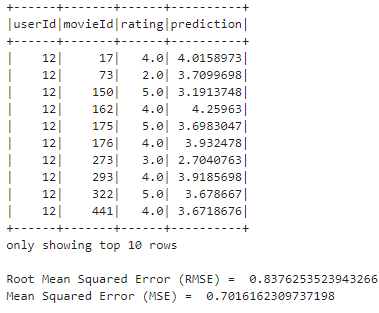 +------+-------+------+----------+
|userId|movieId|rating|prediction|
+------+-------+------+----------+
|    12|     17|   4.0| 4.0158973|
|    12|     73|   2.0| 3.7099698|
|    12|    150|   5.0| 3.1913748|
|    12|    162|   4.0|   4.25963|
|    12|    175|   5.0| 3.6983047|
|    12|    176|   4.0|  3.932478|
|    12|    273|   3.0| 2.7040763|
|    12|    293|   4.0| 3.9185698|
|    12|    322|   5.0|  3.678667|
|    12|    441|   4.0| 3.6718676|
+------+-------+------+----------+
only showing top 10 rows
Root Mean Squared Error (RMSE) =  0.8376253523943266
Mean Squared Error (MSE) =  0.7016162309737198